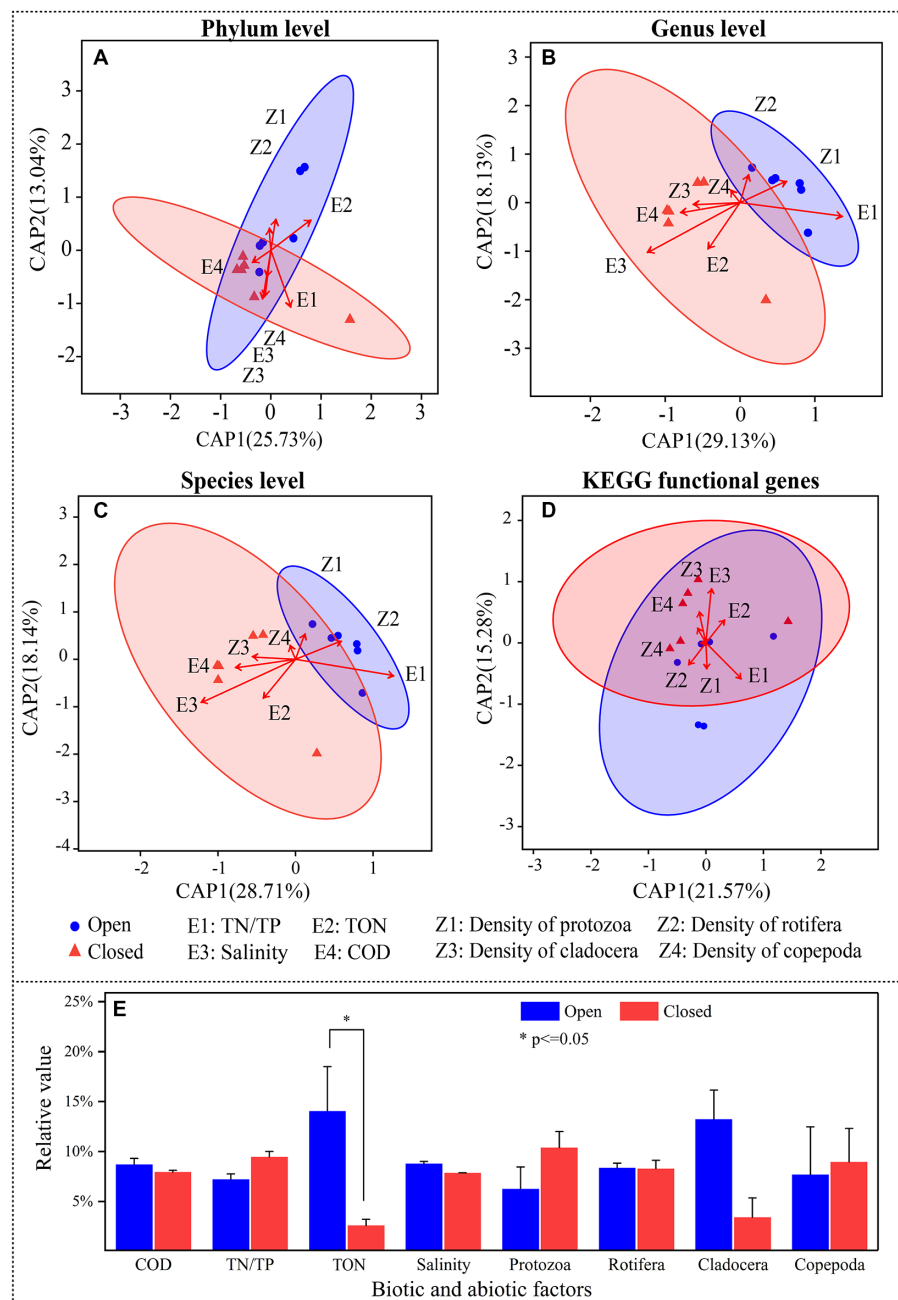 Phylum level
A
3
2
1
0
-1
-2
CAP2(13.04%)
Z1
Z2
E2
E4
E1
Z4
E3
Z3
-3
-2
-1
0
1
2
3
CAP1(25.73%)
Genus level
B
3
2
1
0
-1
-2
-3
CAP2(18.13%)
Z2
Z1
Z4
Z3
E4
E1
E2
E3
-2
-1
0
1
CAP1(29.13%)
Species level
C
3
2
1
0
-1
-2
-3
-4
CAP2(18.14%)
Z1
Z2
Z4
Z3
E4
E1
E3
E2
-2
-1
0
1
CAP1(28.71%)
KEGG functional genes
D
2
1
0
-1
-2
-3
CAP2(15.28%)
Z3
E3
E4
E2
Z4
Z2
Z1
E1
-3
-2
-1
0
1
2
CAP1(21.57%)
Open
E1: TN/TP
E2: TON
Z1: Density of protozoa
Z2: Density of rotifera
Closed
E3: Salinity
E4: COD
Z3: Density of cladocera
Z4: Density of copepoda
E
25%
20%
15%
10%
5%
Relative value
*
Open
Closed
* p<=0.05
COD
TN/TP
TON
Salinity
Protozoa
Rotifera
Cladocera
Copepoda
Biotic and abiotic factors